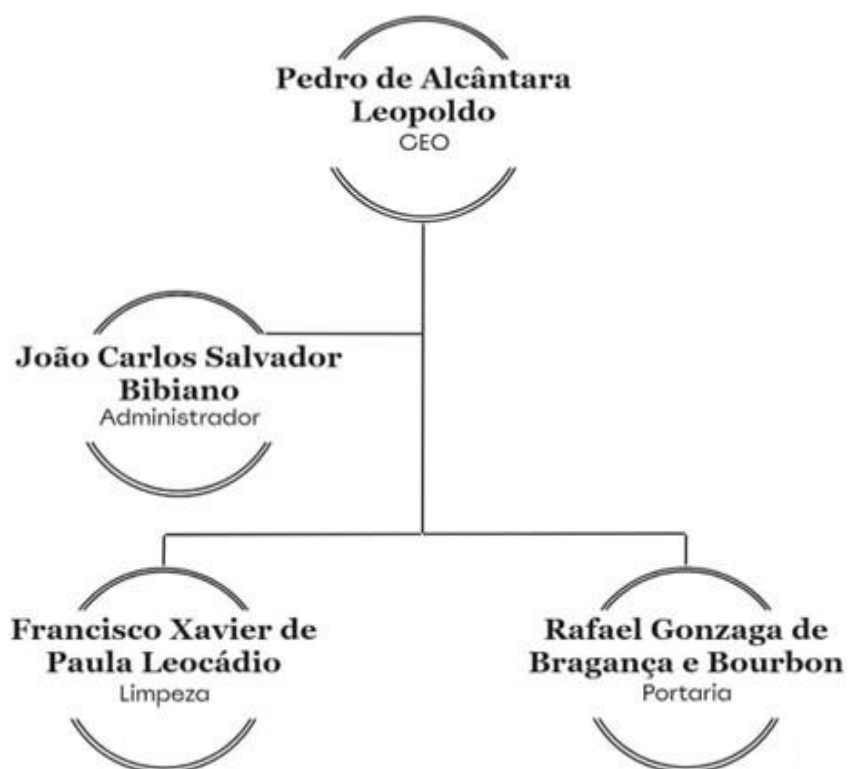 Pedro de Alcântara
Leopoldo
CEO
João Carlos Salvador
Bibiano
Administrador
Francisco Xavier de
Paula Leocádio
Limpeza
Rafael Gonzaga de
Bragança e Bourbon
Portaria